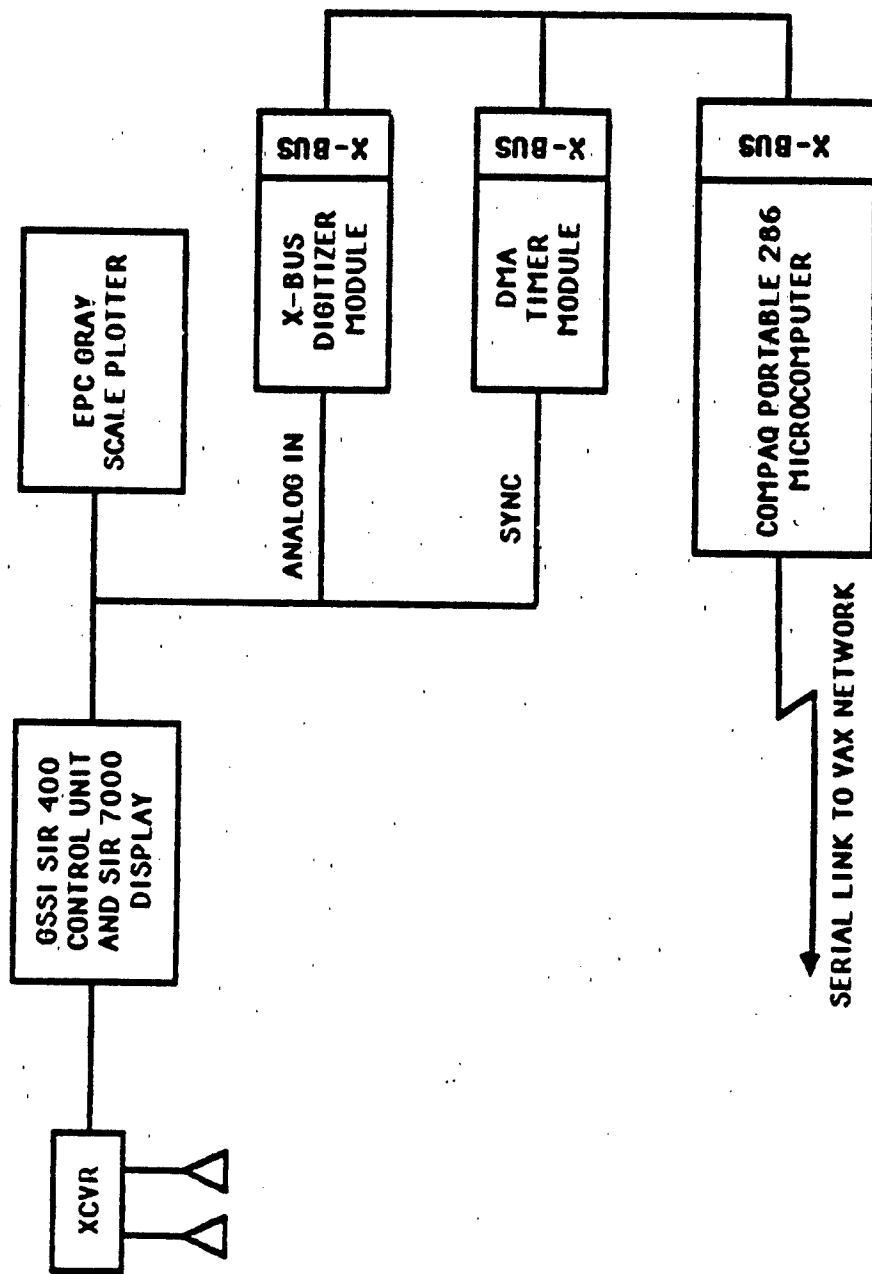 XCVR
GSSI SIR 400
CONTROL UNIT
AND SIR 7000
DISPLAY
EPC GRAY
SCALE PLOTTER
ANALOG IN
X-BUS
DIGITIZER
MODULE
X-BUS
SYNC
DMA
TIMER
MODULE
X-BUS
COMPAQ PORTABLE 286
MICROCOMPUTER
X-BUS
SERIAL LINK TO VAX NETWORK